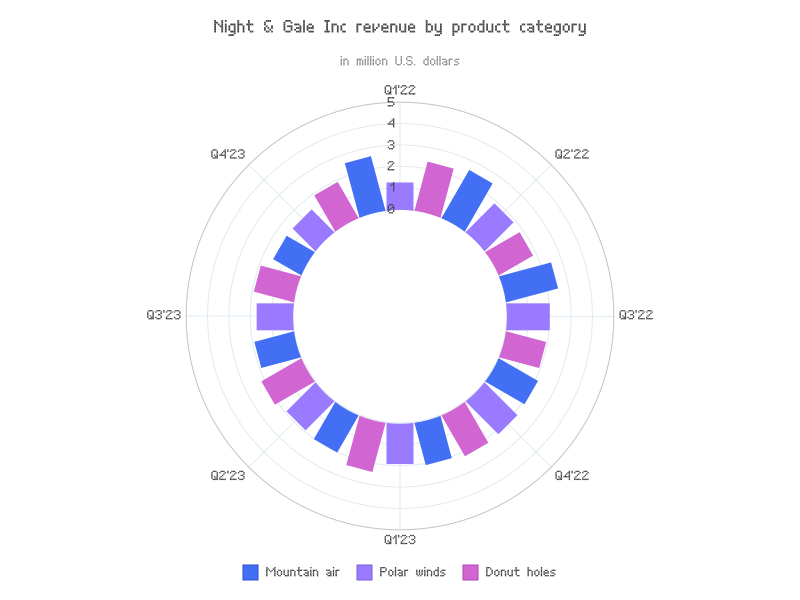 Night & Gale Inc revenue by product category
in million U.S. dollars
Q1'22
5
4
3
2
1
0
Q2'22
Q3'22
Q4'22
Q1'23
Q2'23
Q3'23
Q4'23
Mountain air
Polar winds
Donut holes